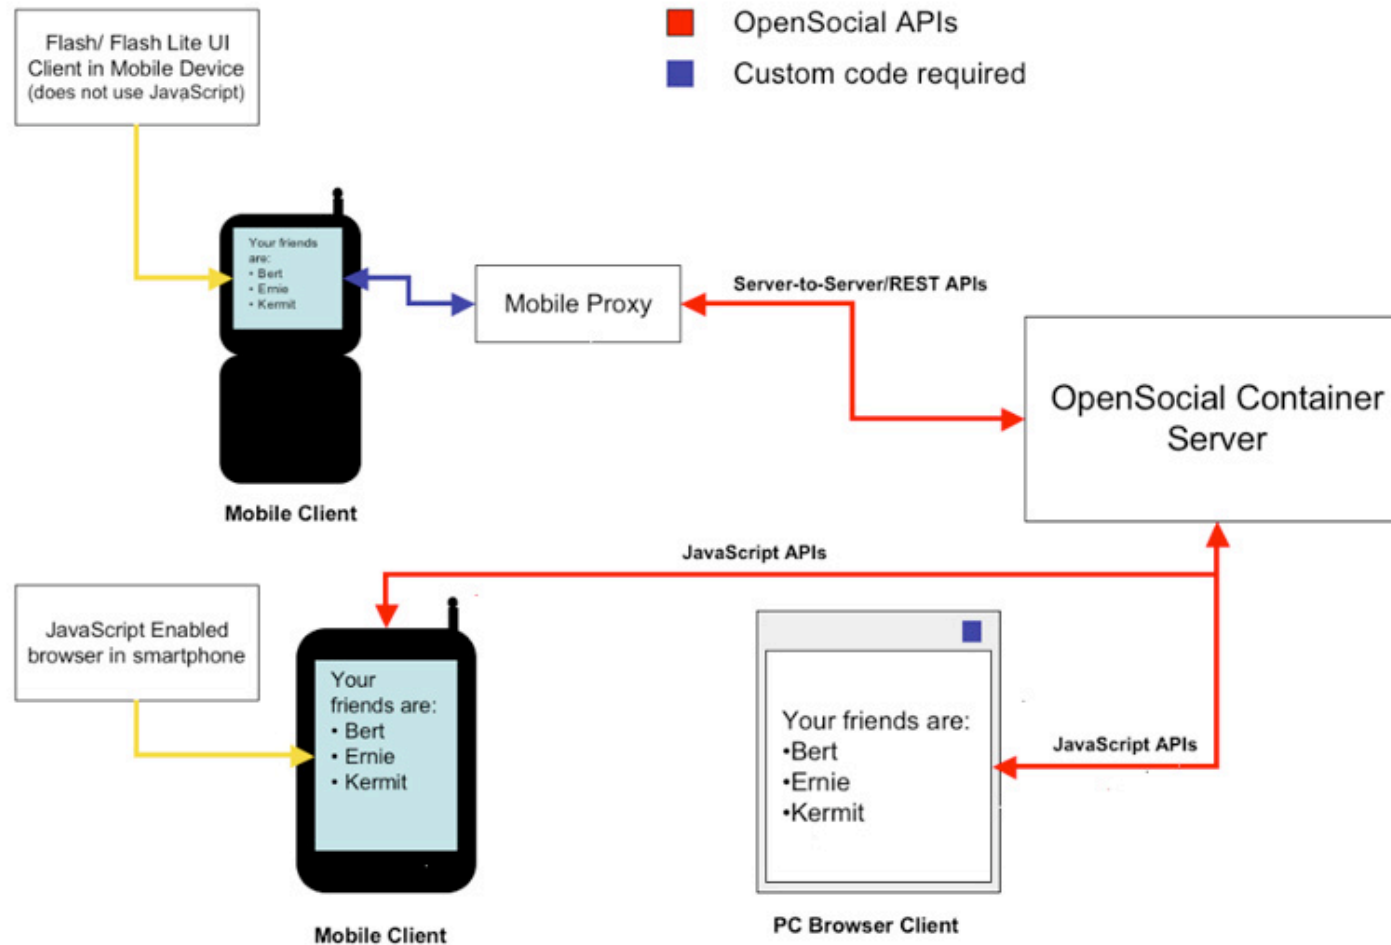 Flash/ Flash Lite UI
Client in Mobile Device
(does not use JavaScript)
OpenSocial APIs
Custom code required
Your friends
are:
• Bert
• Ernie
• Kermit
Mobile Proxy
Server-to-Server/REST APIs
OpenSocial Container
Server
Mobile Client
JavaScript APIs
JavaScript Enabled
browser in smartphone
Your
friends are:
• Bert
• Ernie
• Kermit
Mobile Client
Your friends are:
•Bert
•Ernie
•Kermit
JavaScript APIs
PC Browser Client